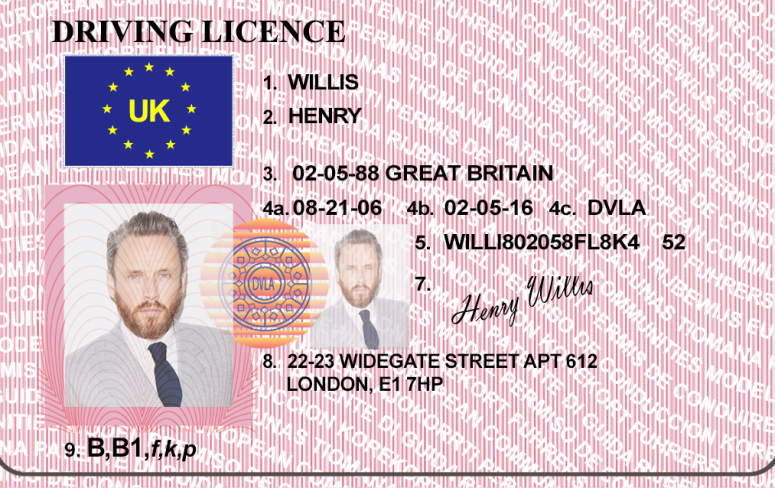 DRIVING LICENCE
UK
1. WILLIS
2. HENRY
3. 02-05-88 GREAT BRITAIN
4a. 08-21-06 4b. 02-05-16 4c. DVLA
5. WILLI802058FL8K4 52
DVLA
7. Henry Willis
8. 22-23 WIDEGATE STREET APT 612
LONDON, E1 7HP
9. B,B1,f,k,p